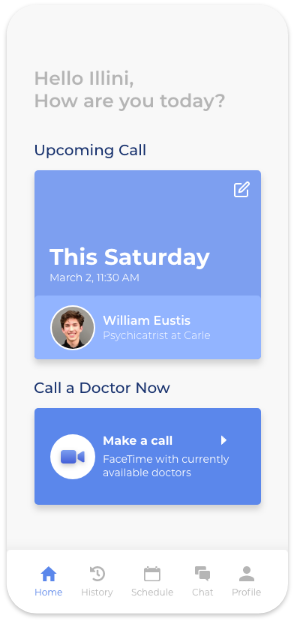 Hello Illini,
How are you today?
Upcoming Call
This Saturday
March 2, 11:30 AM
William Eustis
Psychicatrist at Carle
Call a Doctor Now
Make a call
FaceTime with currently
available doctors
Home History Schedule Chat Profile